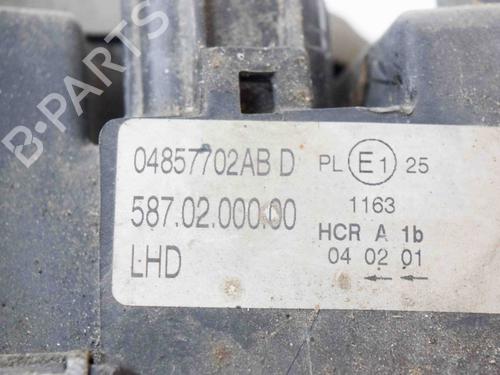 B-PARTS
04857702AB D
PL E1 25
587.02.000.00
1163
HCR A 1b
LHD
04 02 01